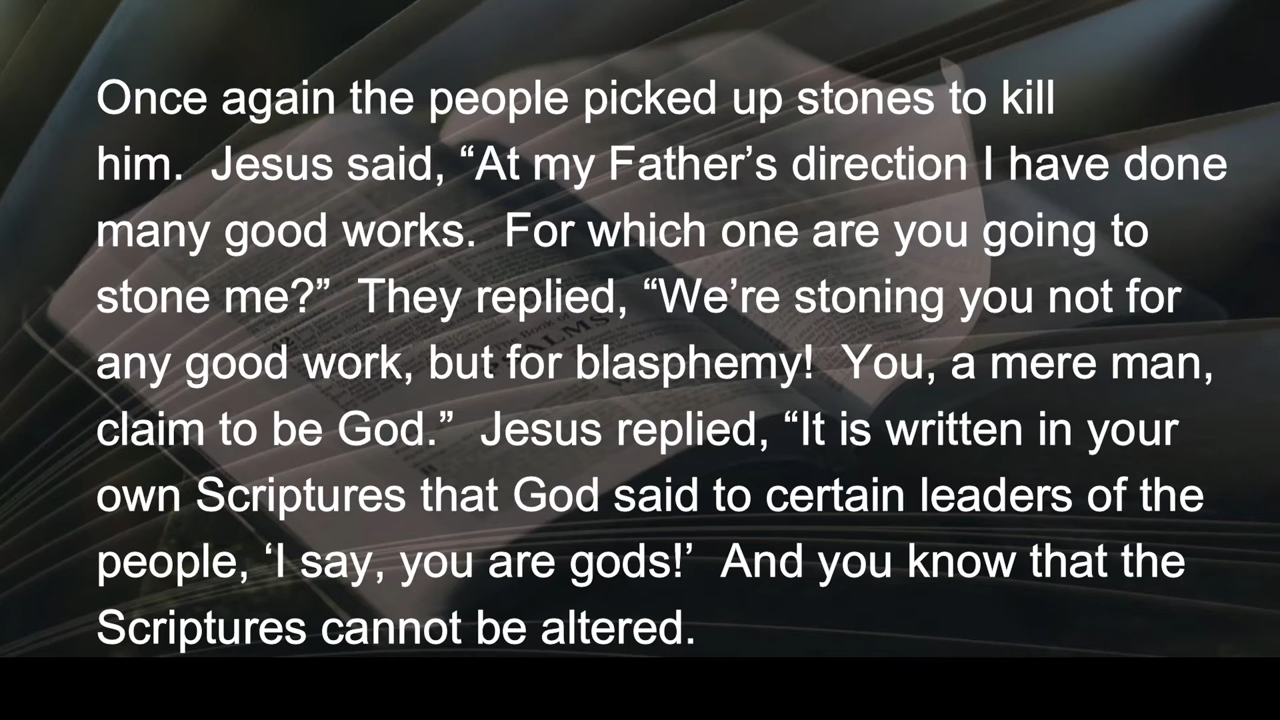 Once again the people picked up stones to kill
him.  Jesus said, “At my Father’s direction I have done
many good works.  For which one are you going to
stone me?”  They replied, “We’re stoning you not for
any good work, but for blasphemy!  You, a mere man,
claim to be God.”  Jesus replied, “It is written in your
own Scriptures that God said to certain leaders of the
people, ‘I say, you are gods!’  And you know that the
Scriptures cannot be altered.